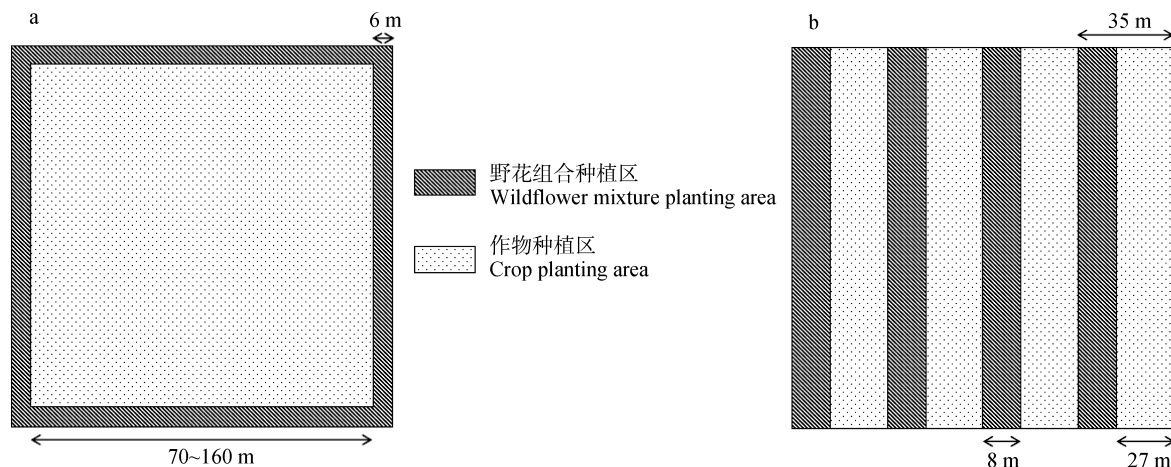 a
6 m
70~160 m
野花组合种植区
Wildflower mixture planting area
作物种植区
Crop planting area
b
35 m
8 m
27 m